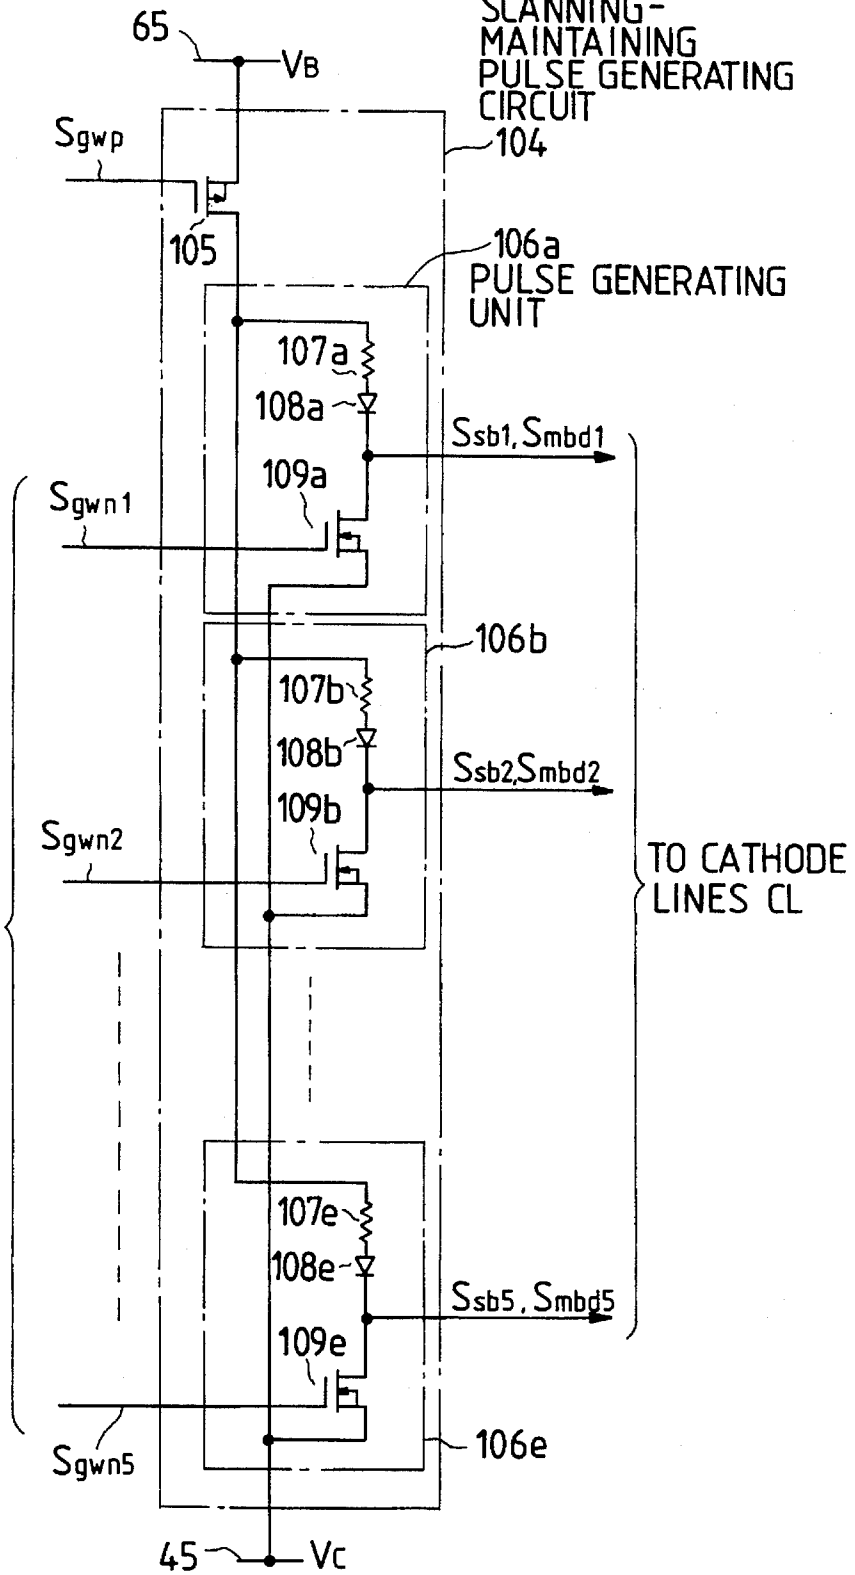 SCANNING-
MAINTAINING
PULSE GENERATING
CIRCUIT
65
VB
Sgwp
104
105
106a
PULSE GENERATING
UNIT
107a
108a
Ssb1, Smbd1
109a
Sgwn1
106b
107b
108b
Ssb2, Smbd2
109b
Sgwn2
TO CATHODE
LINES CL
107e
108e
Ssb5, Smbd5
109e
106e
Sgwn5
45
VC